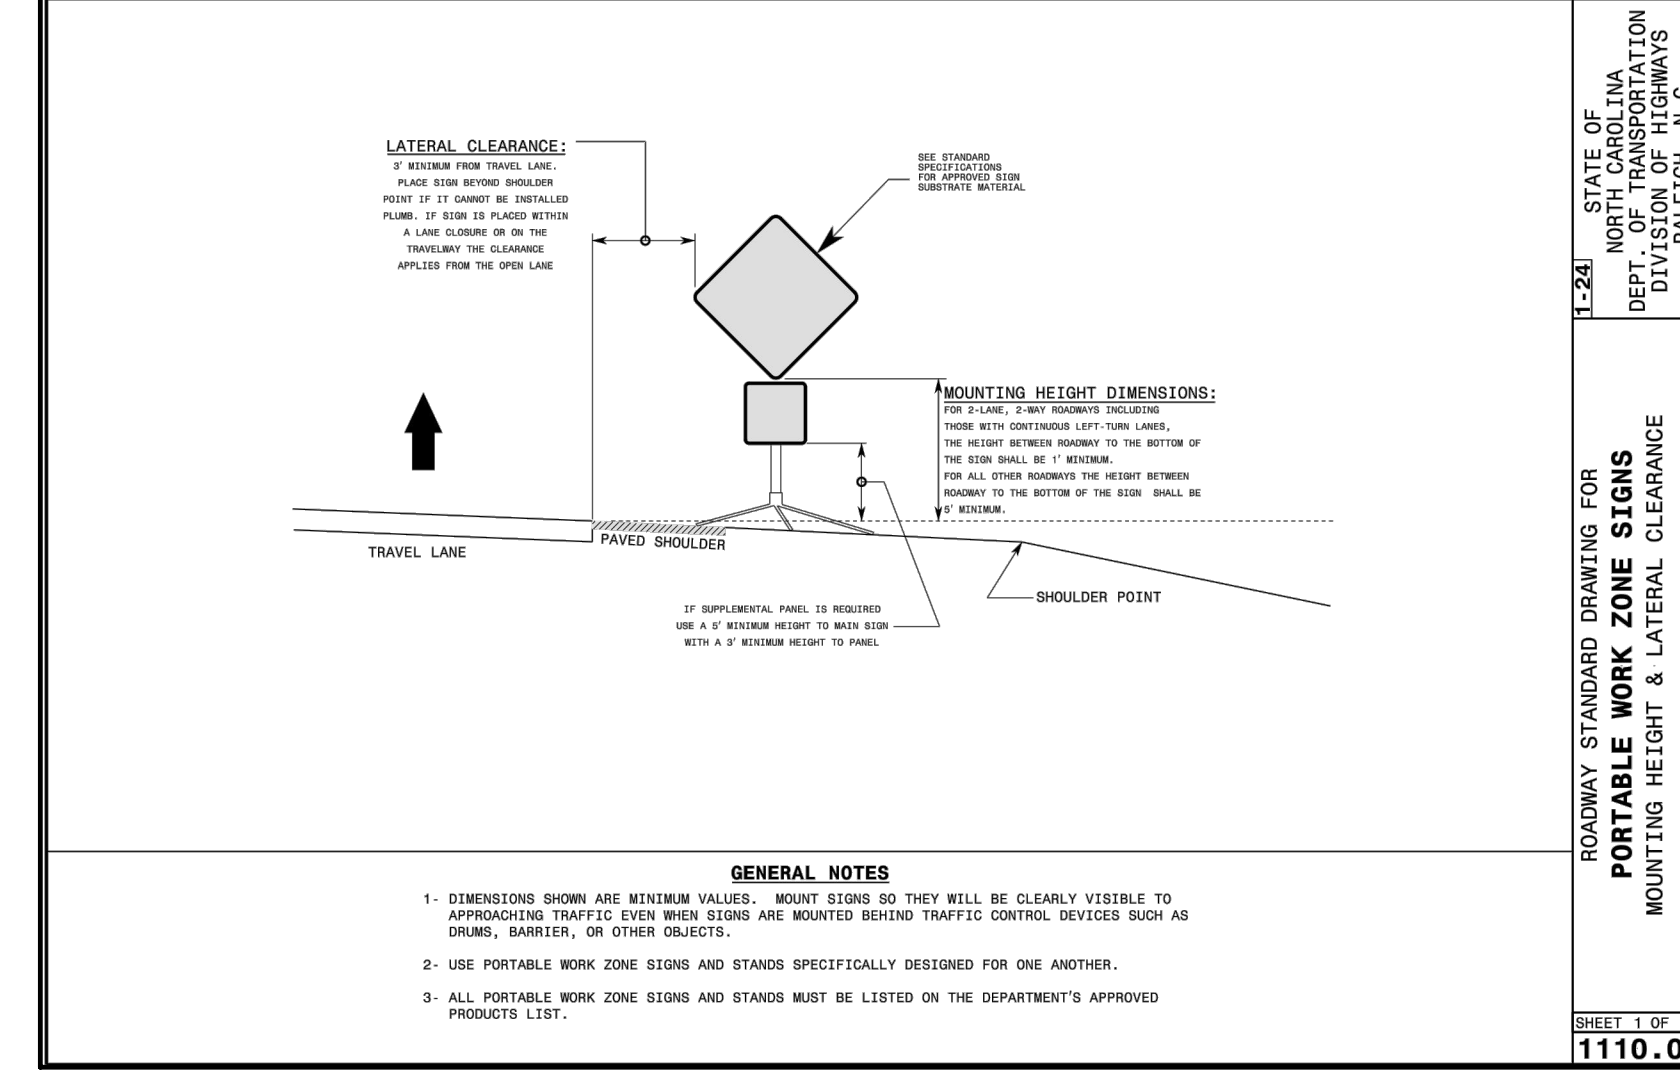 LATERAL CLEARANCE:
3' MINIMUM FROM TRAVEL LANE.
PLACE SIGN BEYOND SHOULDER
POINT IF IT CANNOT BE INSTALLED
PLUMB. IF SIGN IS PLACED WITHIN
A LANE CLOSURE OR ON THE
TRAVELWAY THE CLEARANCE
APPLIES FROM THE OPEN LANE
SEE STANDARD
SPECIFICATIONS
FOR APPROVED SIGN
SUBSTRATE MATERIAL
MOUNTING HEIGHT DIMENSIONS:
FOR 2-LANE, 2-WAY ROADWAYS INCLUDING
THOSE WITH CONTINUOUS LEFT-TURN LANES,
THE HEIGHT BETWEEN ROADWAY TO THE BOTTOM OF
THE SIGN SHALL BE 1' MINIMUM.
FOR ALL OTHER ROADWAYS THE HEIGHT BETWEEN
ROADWAY TO THE BOTTOM OF THE SIGN SHALL BE
5' MINIMUM.
TRAVEL LANE
PAVED SHOULDER
SHOULDER POINT
IF SUPPLEMENTAL PANEL IS REQUIRED
USE A 5' MINIMUM HEIGHT TO MAIN SIGN
WITH A 3' MINIMUM HEIGHT TO PANEL
GENERAL NOTES
1- DIMENSIONS SHOWN ARE MINIMUM VALUES. MOUNT SIGNS SO THEY WILL BE CLEARLY VISIBLE TO
APPROACHING TRAFFIC EVEN WHEN SIGNS ARE MOUNTED BEHIND TRAFFIC CONTROL DEVICES SUCH AS
DRUMS, BARRIER, OR OTHER OBJECTS.
2- USE PORTABLE WORK ZONE SIGNS AND STANDS SPECIFICALLY DESIGNED FOR ONE ANOTHER.
3- ALL PORTABLE WORK ZONE SIGNS AND STANDS MUST BE LISTED ON THE DEPARTMENT'S APPROVED
PRODUCTS LIST.
1-24
STATE OF
NORTH CAROLINA
DEPT. OF TRANSPORTATION
DIVISION OF HIGHWAYS
ROADWAY STANDARD DRAWING FOR
PORTABLE WORK ZONE SIGNS
MOUNTING HEIGHT & LATERAL CLEARANCE
SHEET 1 OF
1110.0